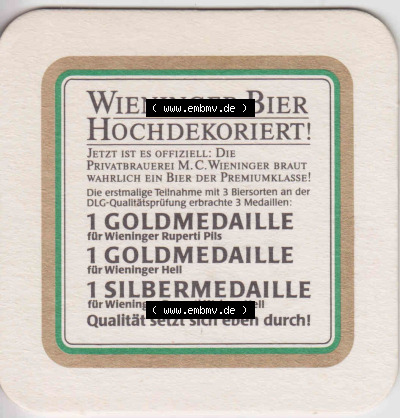 WIENINGER BIER
( www.embmv.de )
HOCHDEKORIERT!
JETZT IST ES OFFIZIELL: DIE
PRIVATBRAUEREI M.C.WIENINGER BRAUT
WAHRLICH EIN BIER DER PREMIUMKLASSE!
Die erstmalige Teilnahme mit 3 Biersorten an der
DLG-Qualitätsprüfung erbrachte 3 Medaillen:
1 GOLDMEDAILLE
für Wieninger Ruperti Pils
1 GOLDMEDAILLE
für Wieninger Hell
1 SILBERMEDAILLE
für Wieninger
( www.embmv.de )
Qualität setzt sich eben durch!